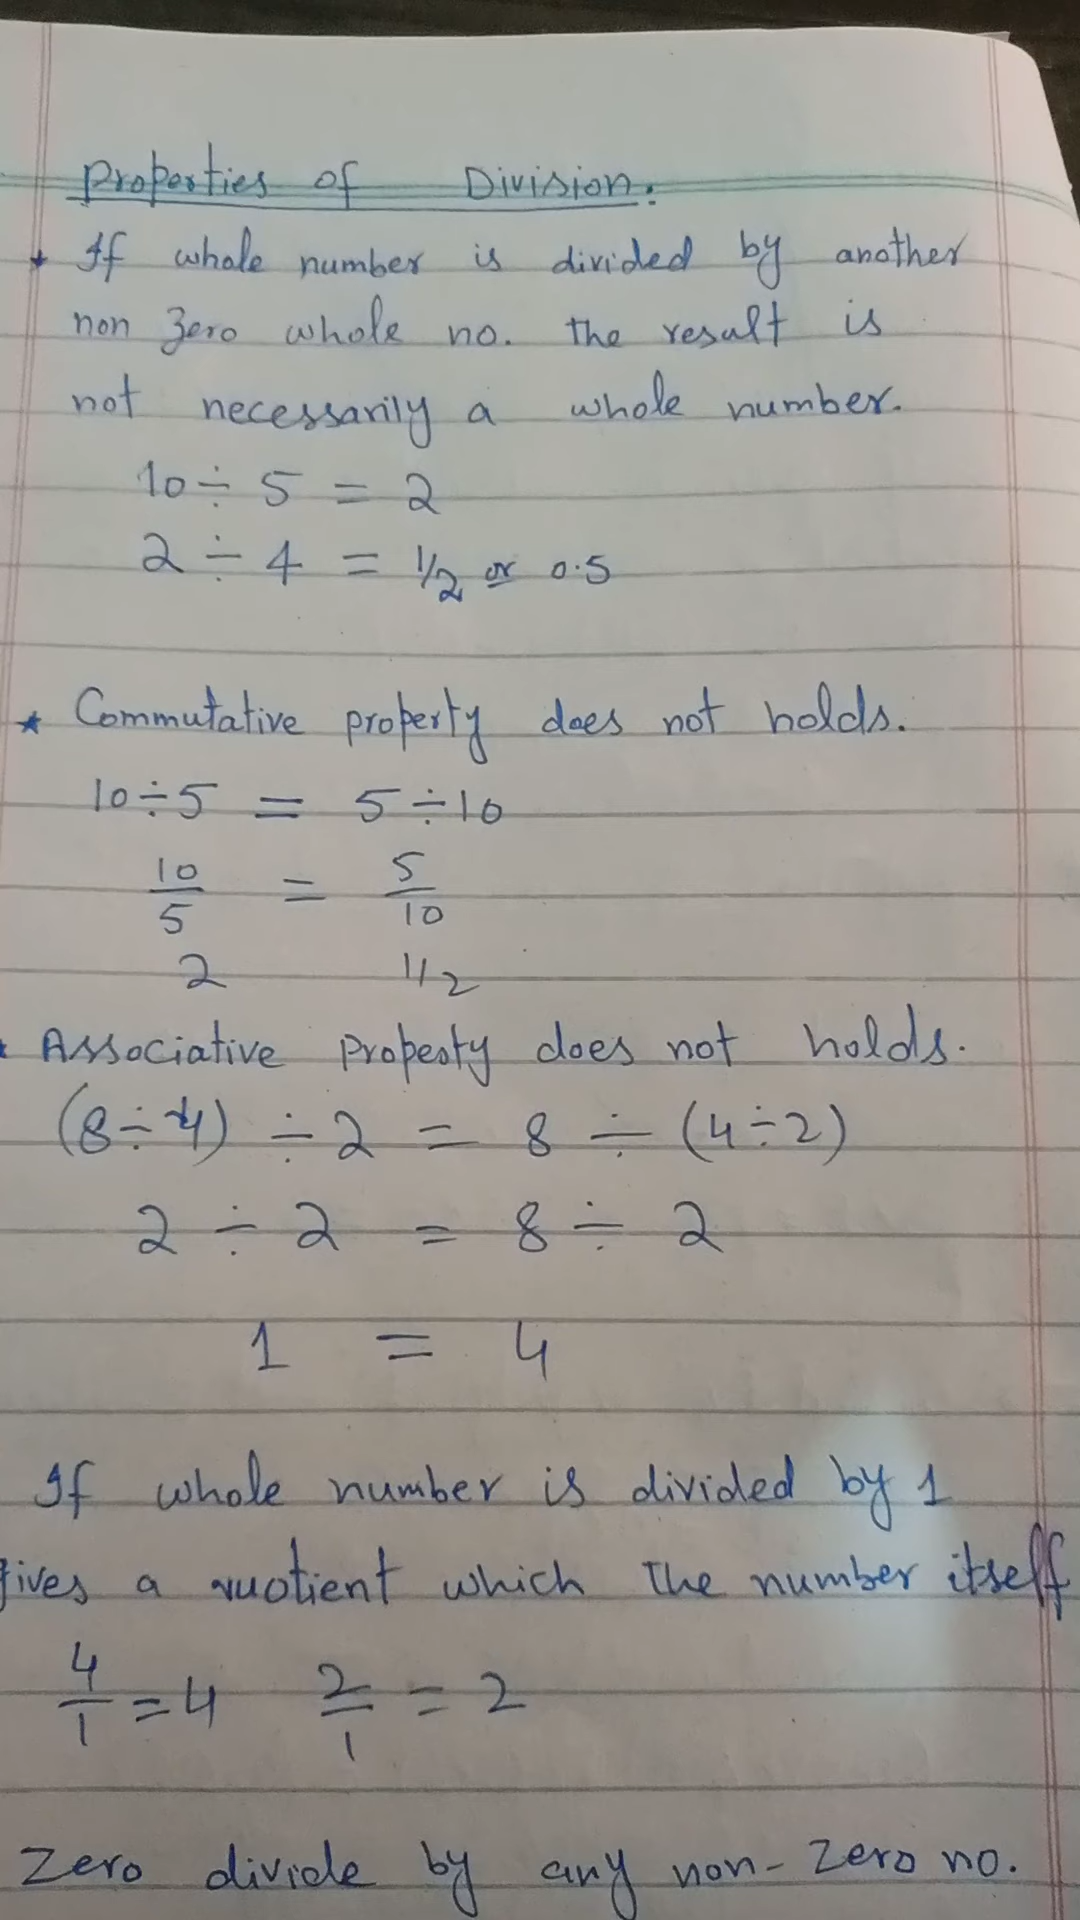 Properties of Division.
* If whole number is divided by another
non zero whole no. the result is
not necessarily a whole number.
10 ÷ 5 = 2
2 ÷ 4 = 1/2 or 0.5
* Commutative property does not holds.
10 ÷ 5 = 5 ÷ 10
10/5 = 5/10
2 1/2
* Associative property does not holds.
(8 ÷ 4) ÷ 2 = 8 ÷ (4 ÷ 2)
2 ÷ 2 = 8 ÷ 2
1 = 4
If whole number is divided by 1
gives a quotient which the number itself
4/1 = 4 2/1 = 2
Zero divide by any non-zero no.